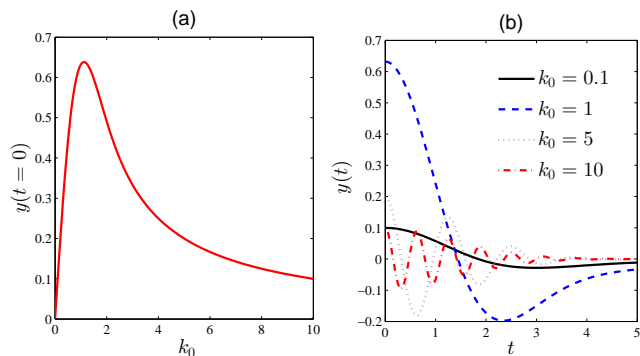 (a)
0.7
0.6
0.5
0.4
0.3
0.2
0.1
0
0 2 4 6 8 10
y(t = 0)
k₀
(b)
0.7
0.6
0.5
0.4
0.3
0.2
0.1
0
−0.1
−0.2
0 1 2 3 4 5
y(t)
t
k₀ = 0.1
k₀ = 1
k₀ = 5
k₀ = 10